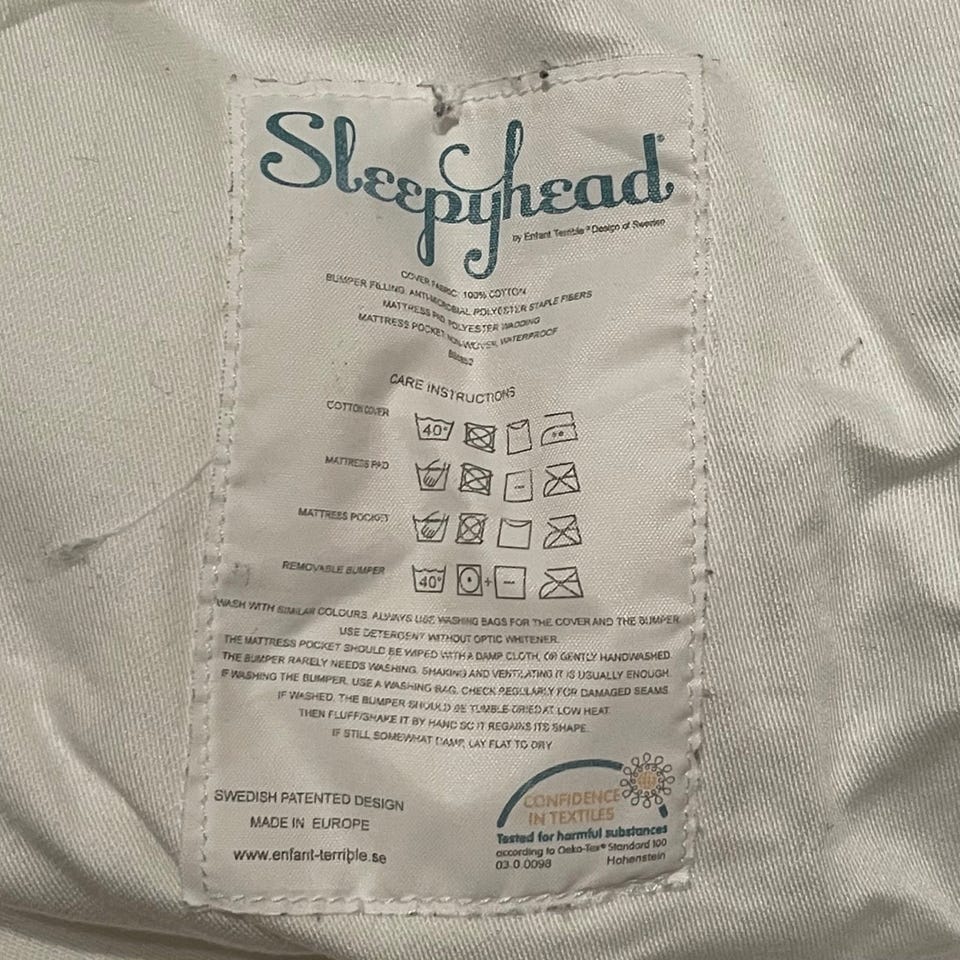 Sleepyhead
by Enfant Terrible® Design of Sweden
COVER FABRIC: 100% COTTON
BUMPER FILLING: ANTI-MICROBIAL POLYESTER STAPLE FIBERS
MATTRESS PAD: POLYESTER WADDING
MATTRESS POCKET: NON-WOVEN, WATERPROOF
CARE INSTRUCTIONS
COTTON COVER
40°
MATTRESS PAD
MATTRESS POCKET
REMOVABLE BUMPER
40° +
WASH WITH SIMILAR COLOURS. ALWAYS USE WASHING BAGS FOR THE COVER AND THE BUMPER.
USE DETERGENT WITHOUT OPTIC WHITENER.
THE MATTRESS POCKET SHOULD BE WIPED WITH A DAMP CLOTH, OR GENTLY HANDWASHED.
THE BUMPER RARELY NEEDS WASHING. SHAKING AND VENTILATING IT IS USUALLY ENOUGH.
IF WASHING THE BUMPER, USE A WASHING BAG. CHECK REGULARLY FOR DAMAGED SEAMS.
IF WASHED, THE BUMPER SHOULD BE TUMBLE-DRIED AT LOW HEAT.
THEN FLUFF/SHAKE IT BY HAND SO IT REGAINS ITS SHAPE.
IF STILL SOMEWHAT DAMP, LAY FLAT TO DRY
SWEDISH PATENTED DESIGN
MADE IN EUROPE
www.enfant-terrible.se
CONFIDENCE
IN TEXTILES
Tested for harmful substances
according to Oeko-Tex® Standard 100
03.0.0098 Hohenstein